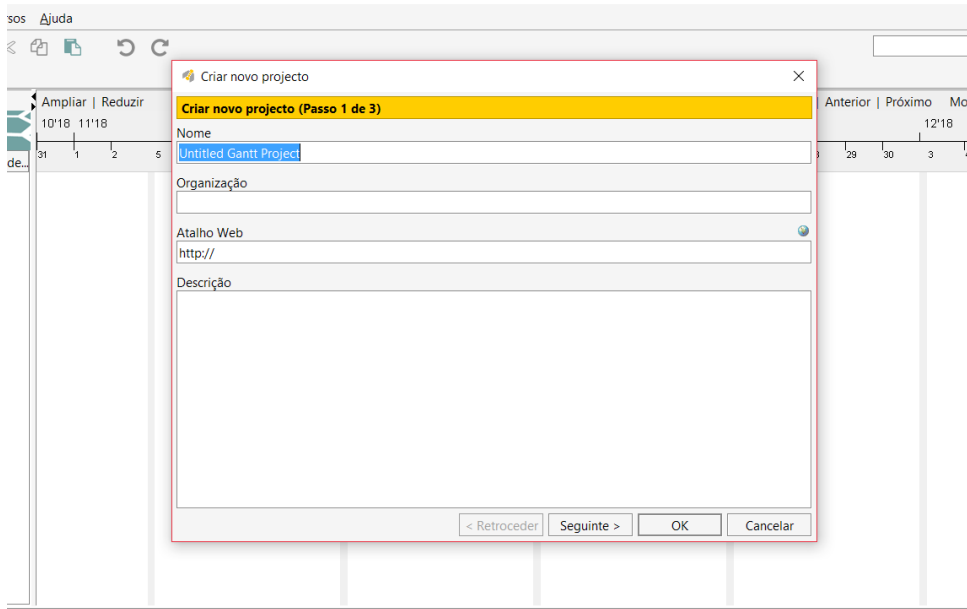 Ajuda
Criar novo projecto
Ampliar | Reduzir
Criar novo projecto (Passo 1 de 3)
| Anterior | Próximo
10'18 11'18
12'18
Nome
de...
31 1 2 5
29 30 3
Untitled Gantt Project
Organização
Atalho Web
http://
Descrição
< Retroceder
Seguinte >
OK
Cancelar